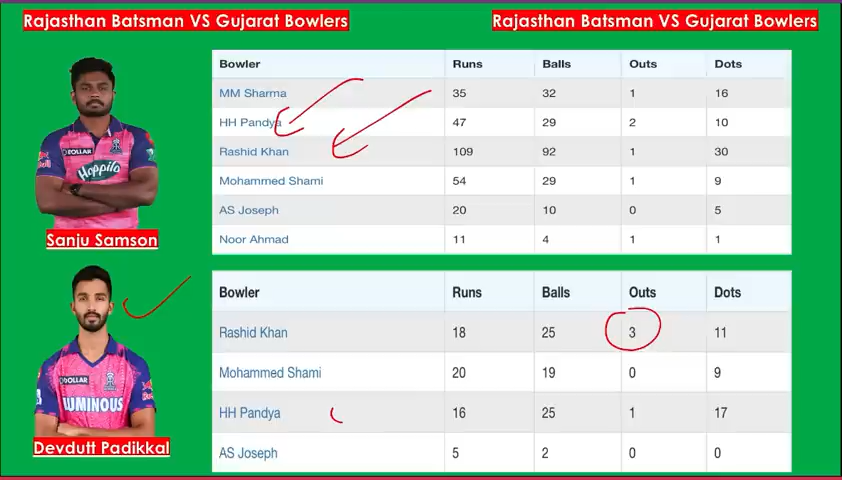 Rajasthan Batsman VS Gujarat Bowlers
Rajasthan Batsman VS Gujarat Bowlers
Bowler Runs Balls Outs Dots
MM Sharma 35 32 1 16
HH Pandya 47 29 2 10
Rashid Khan 109 92 1 30
Mohammed Shami 54 29 1 9
AS Joseph 20 10 0 5
Noor Ahmad 11 4 1 1
DOLLAR
Happilo
Sanju Samson
Bowler Runs Balls Outs Dots
Rashid Khan 18 25 3 11
Mohammed Shami 20 19 0 9
HH Pandya 16 25 1 17
AS Joseph 5 2 0 0
DOLLAR
LUMINOUS
Devdutt Padikkal